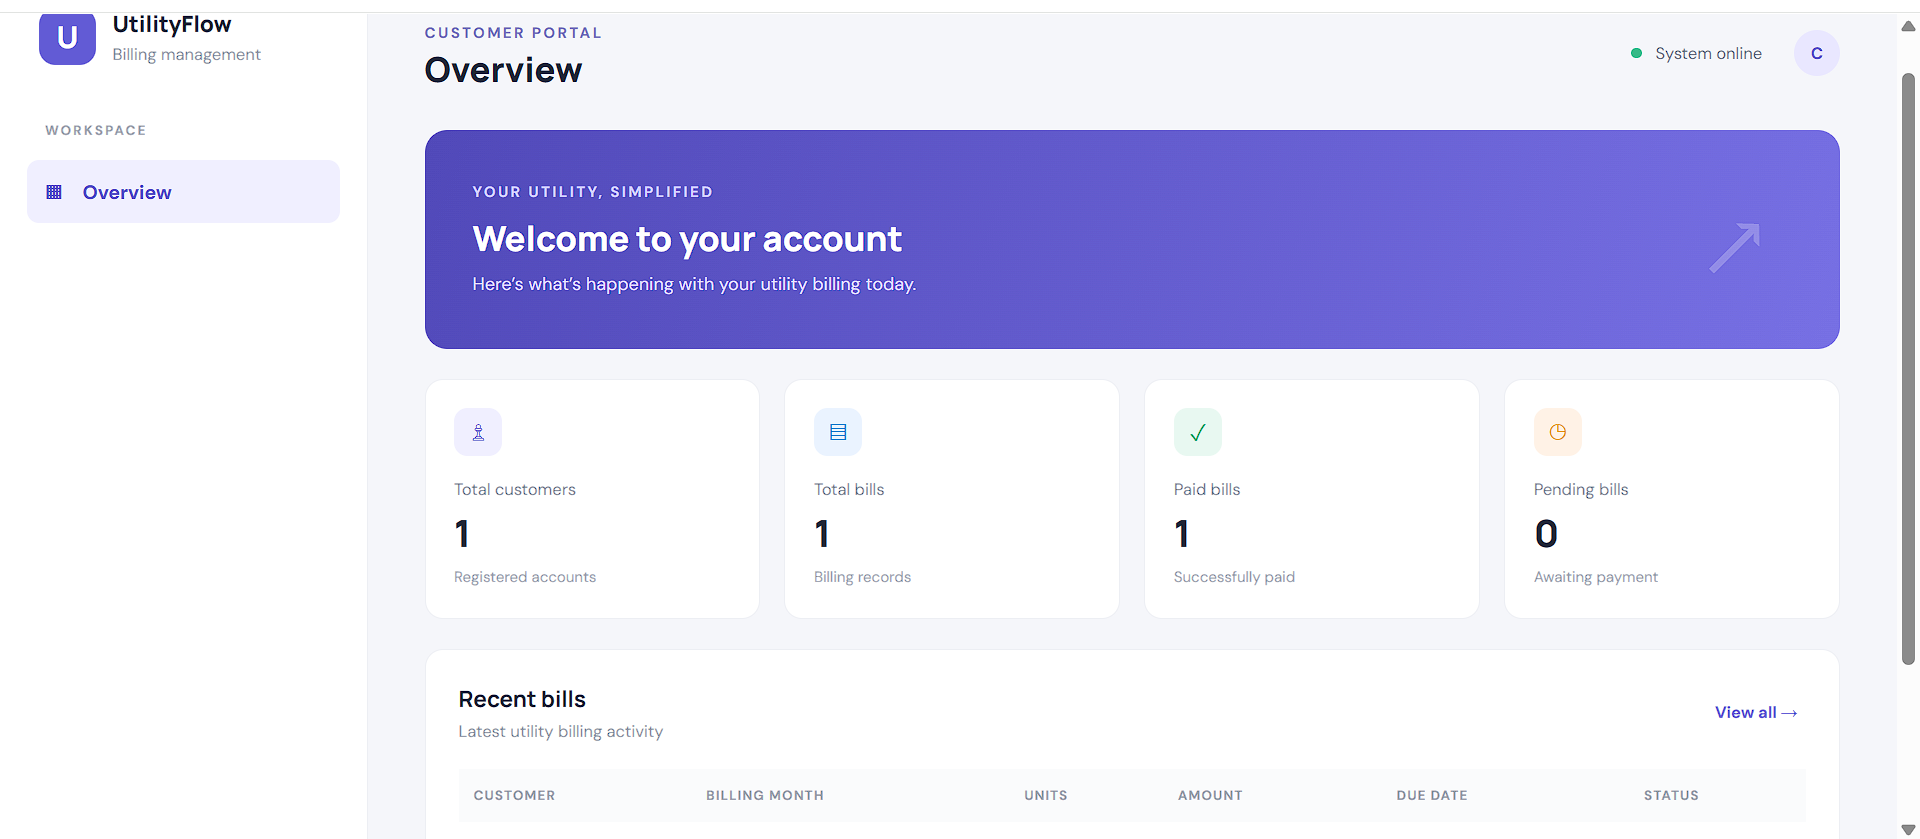 U
UtilityFlow
Billing management
WORKSPACE
Overview
CUSTOMER PORTAL
Overview
System online
C
YOUR UTILITY, SIMPLIFIED
Welcome to your account
Here’s what’s happening with your utility billing today.
Total customers
1
Registered accounts
Total bills
1
Billing records
Paid bills
1
Successfully paid
Pending bills
0
Awaiting payment
Recent bills
Latest utility billing activity
View all →
CUSTOMER BILLING MONTH UNITS AMOUNT DUE DATE STATUS